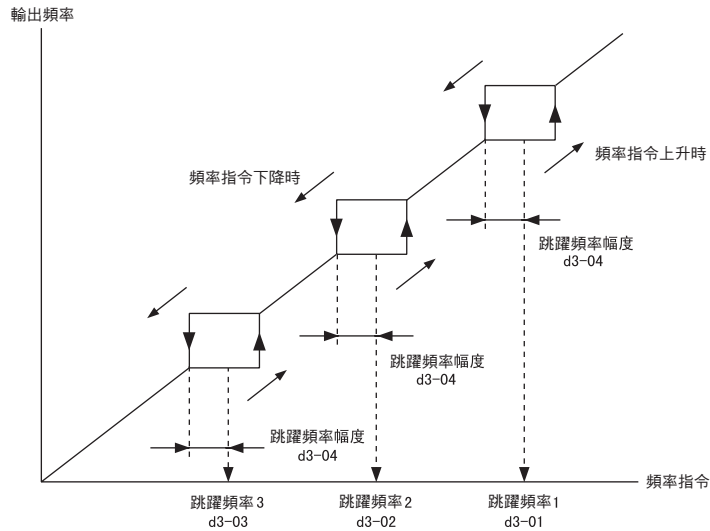 輸出頻率
頻率指令上升時
頻率指令下降時
跳躍頻率幅度
d3-04
跳躍頻率幅度
d3-04
跳躍頻率幅度
d3-04
頻率指令
跳躍頻率3
d3-03
跳躍頻率2
d3-02
跳躍頻率1
d3-01